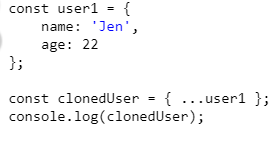 const user1 = {
    name: 'Jen',
    age: 22
};

const clonedUser = { ...user1 };
console.log(clonedUser);